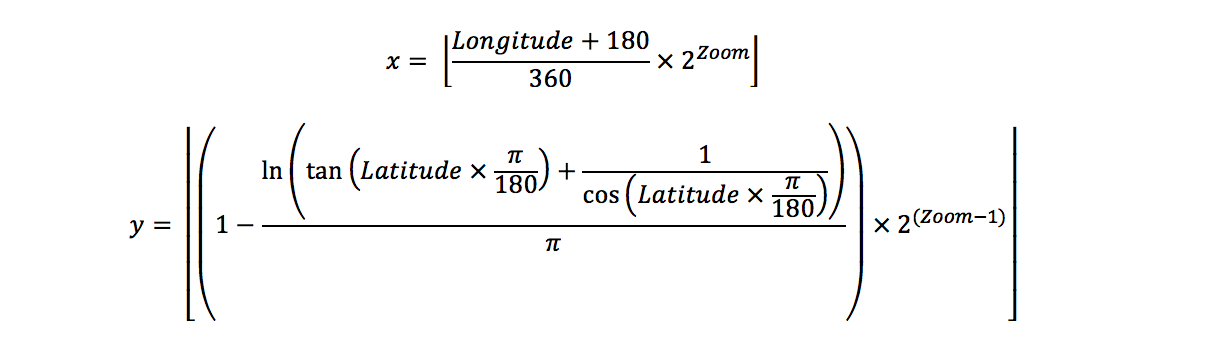 x = ⌊(Longitude + 180)/360 × 2^Zoom⌋
y = ⌊(1 − ln(tan(Latitude × π/180) + 1/cos(Latitude × π/180))/π) × 2^(Zoom−1)⌋